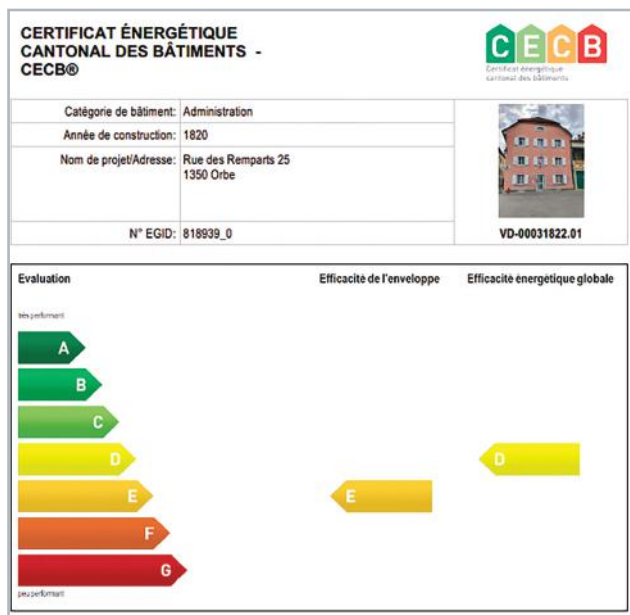 CERTIFICAT ÉNERGÉTIQUE
CANTONAL DES BÂTIMENTS -
CECB®
CECB
Certificat énergétique
cantonal des bâtiments
Catégorie de bâtiment: Administration
Année de construction: 1820
Nom de projet/Adresse: Rue des Remparts 25
1350 Orbe
N° EGID: 818939_0
VD-00031822.01
Evaluation
Efficacité de l'enveloppe
Efficacité énergétique globale
très performant
A
B
C
D
D
E
E
F
G
peu performant